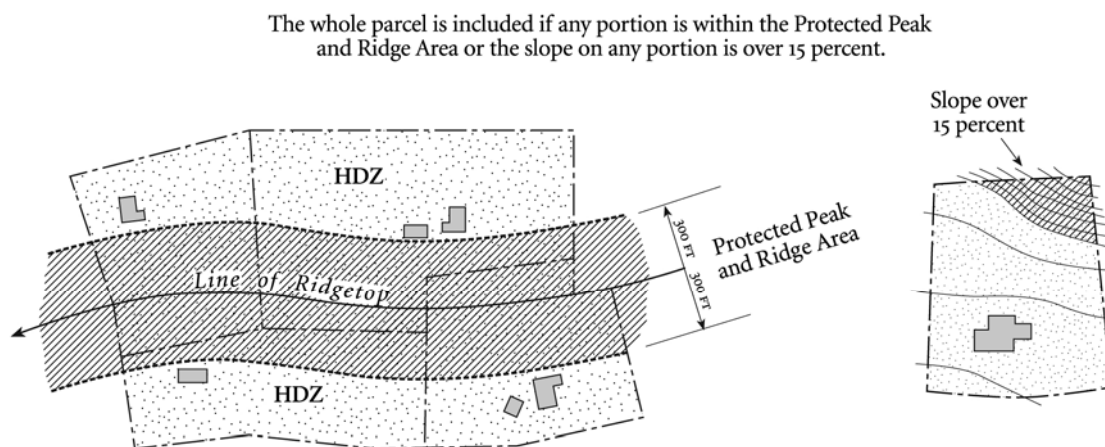 The whole parcel is included if any portion is within the Protected Peak
and Ridge Area or the slope on any portion is over 15 percent.
Slope over
15 percent
HDZ
300 FT
300 FT
Protected Peak
and Ridge Area
Line of Ridgetop
HDZ